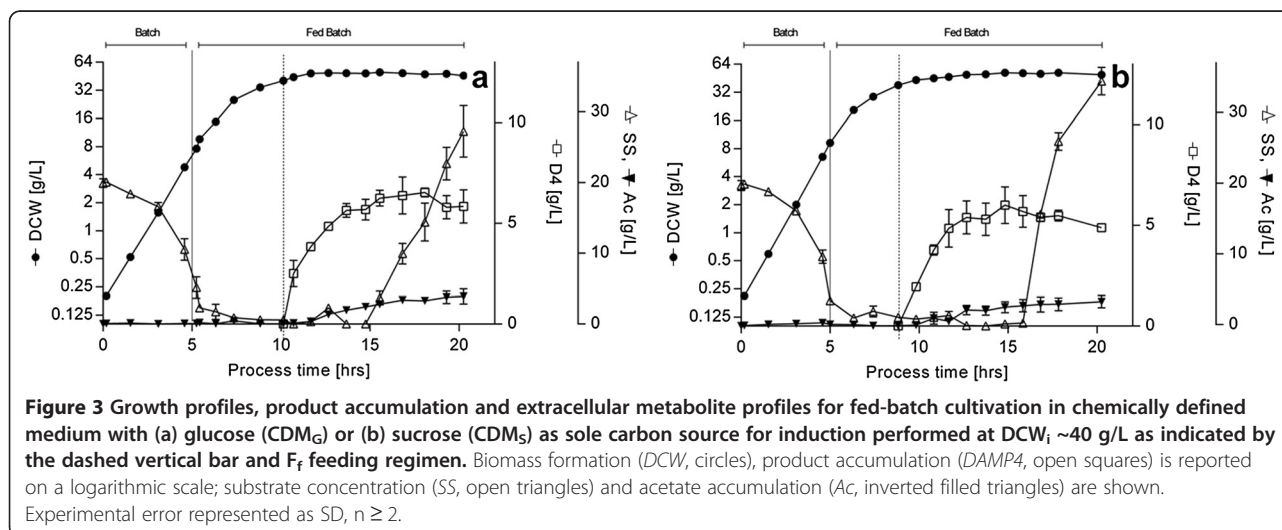 Batch Fed Batch Batch Fed Batch
a b
64 64
32 30 32 30
16 10 16 10
8 8
4 20 4 20
2 2
1 5 1 5
0.5 10 0.5 10
0.25 0.25
0.125 0 0 0.125 0 0
DCW [g/L] D4 [g/L] SS, Ac [g/L] DCW [g/L] D4 [g/L] SS, Ac [g/L]
0 5 10 15 20 0 5 10 15 20
Process time [hrs] Process time [hrs]
Figure 3 Growth profiles, product accumulation and extracellular metabolite profiles for fed-batch cultivation in chemically defined
medium with (a) glucose (CDMG) or (b) sucrose (CDMS) as sole carbon source for induction performed at DCWi ~40 g/L as indicated by
the dashed vertical bar and Ff feeding regimen. Biomass formation (DCW, circles), product accumulation (DAMP4, open squares) is reported
on a logarithmic scale; substrate concentration (SS, open triangles) and acetate accumulation (Ac, inverted filled triangles) are shown.
Experimental error represented as SD, n ≥ 2.